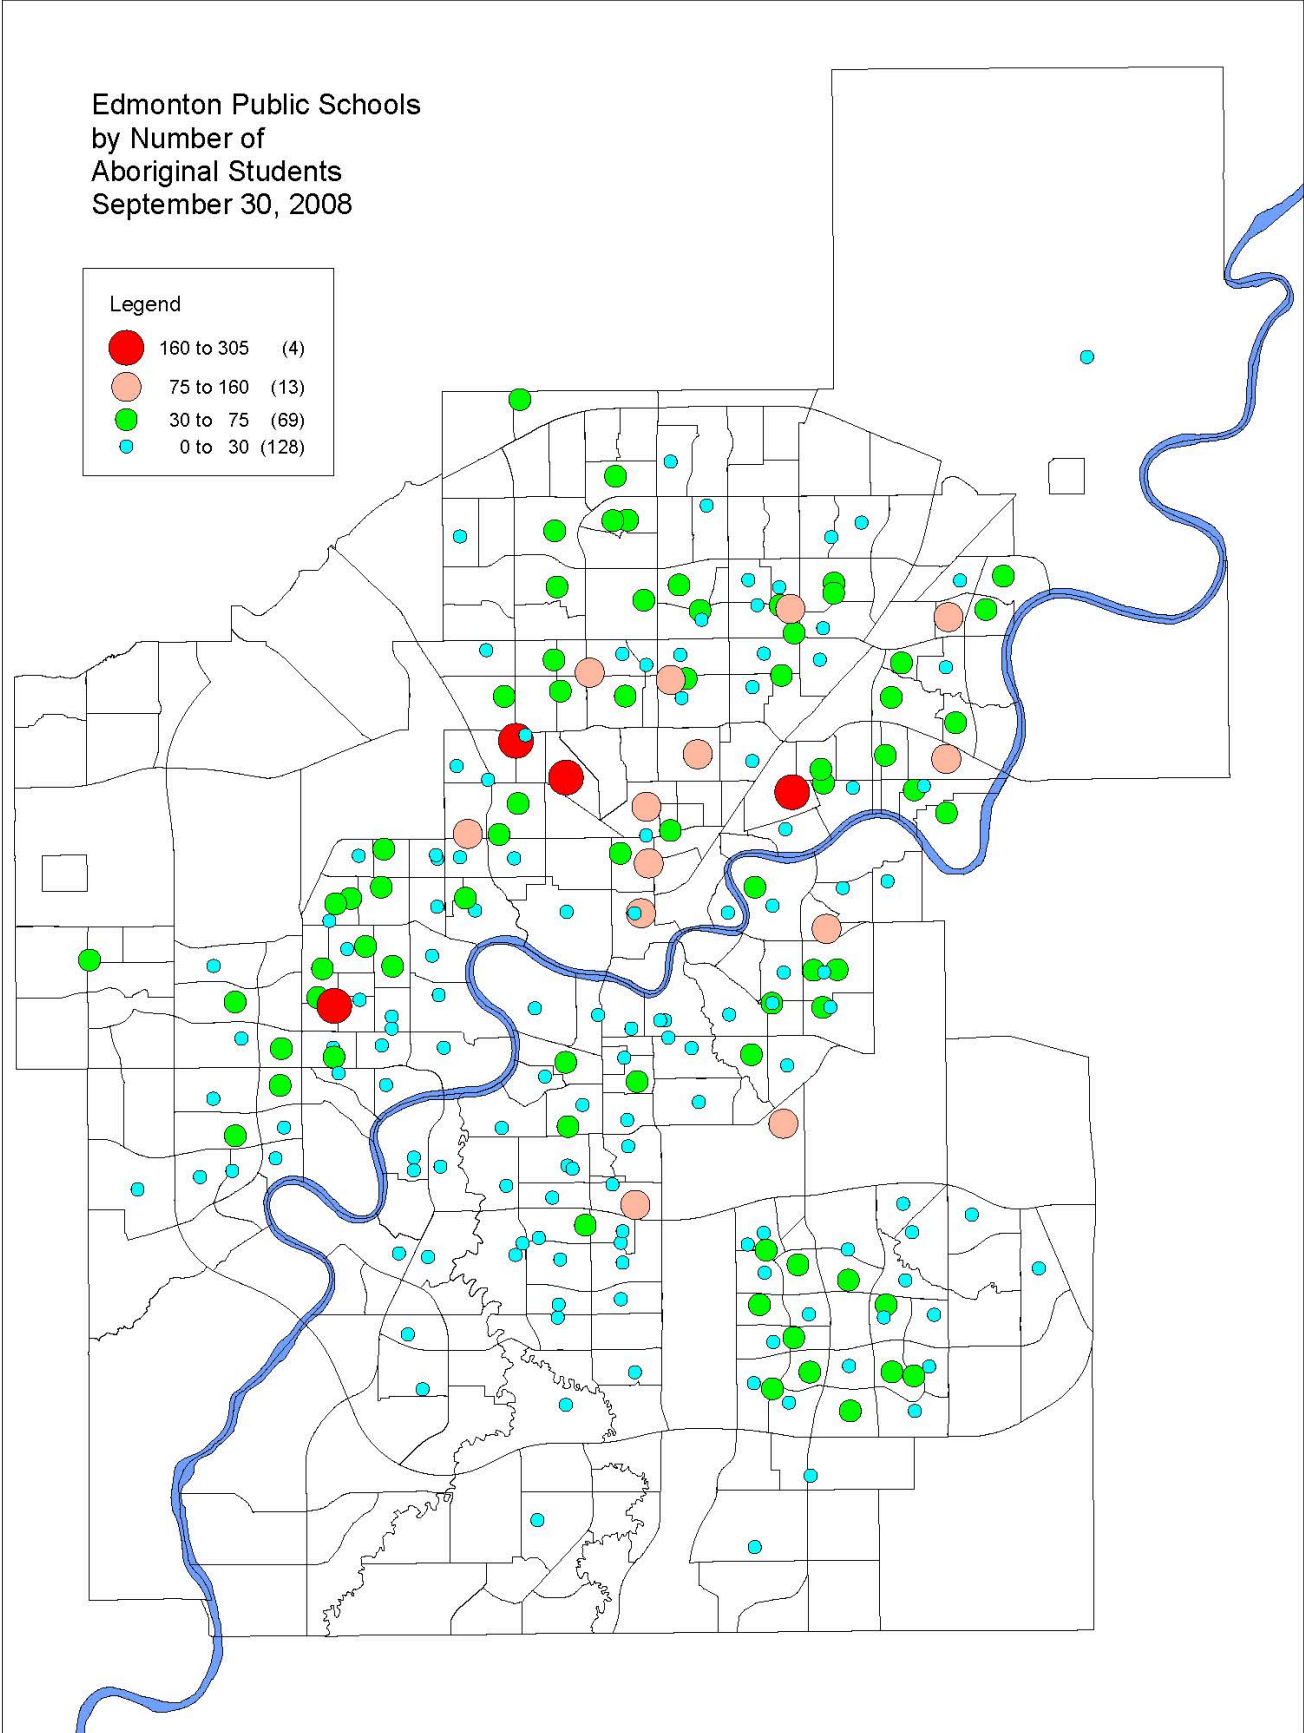 Edmonton Public Schools
by Number of
Aboriginal Students
September 30, 2008
Legend
160 to 305 (4)
75 to 160 (13)
30 to 75 (69)
0 to 30 (128)